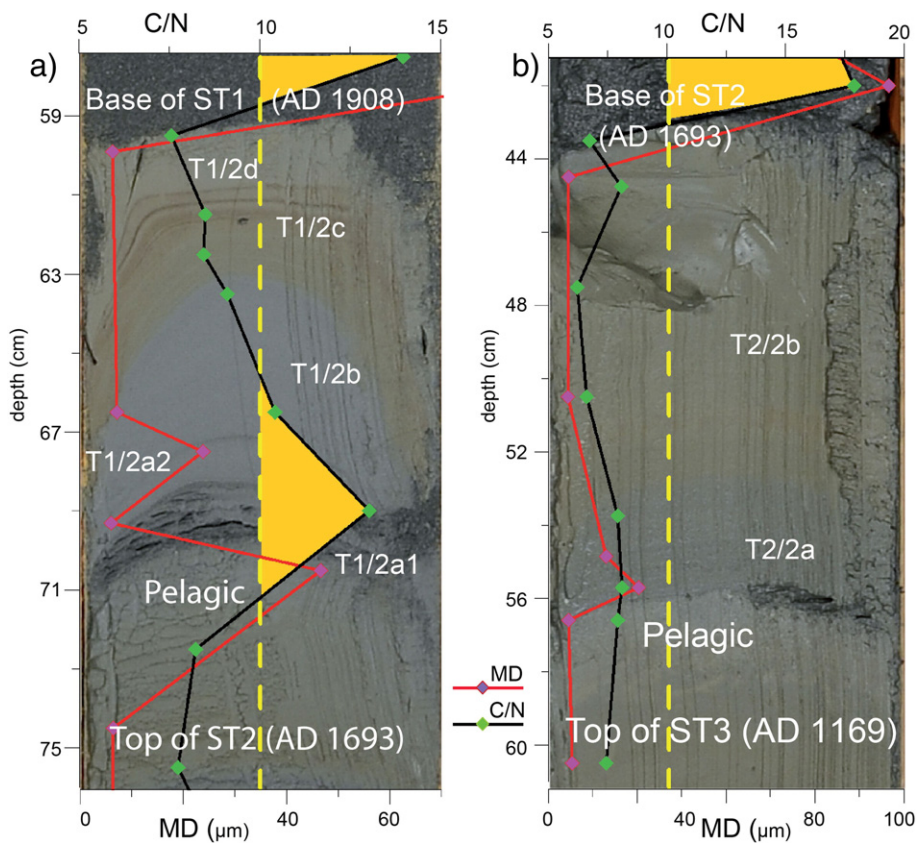 5 10 15
C/N
a)
Base of ST1 (AD 1908)
59
T1/2d
T1/2c
63
T1/2b
67
T1/2a2
T1/2a1
71
Pelagic
Top of ST2 (AD 1693)
75
depth (cm)
0 20 40 60
MD (µm)
MD
C/N
5 10 15 20
C/N
b)
Base of ST2
(AD 1693)
44
48
T2/2b
52
T2/2a
56
Pelagic
Top of ST3 (AD 1169)
60
depth (cm)
0 40 60 80 100
MD (µm)